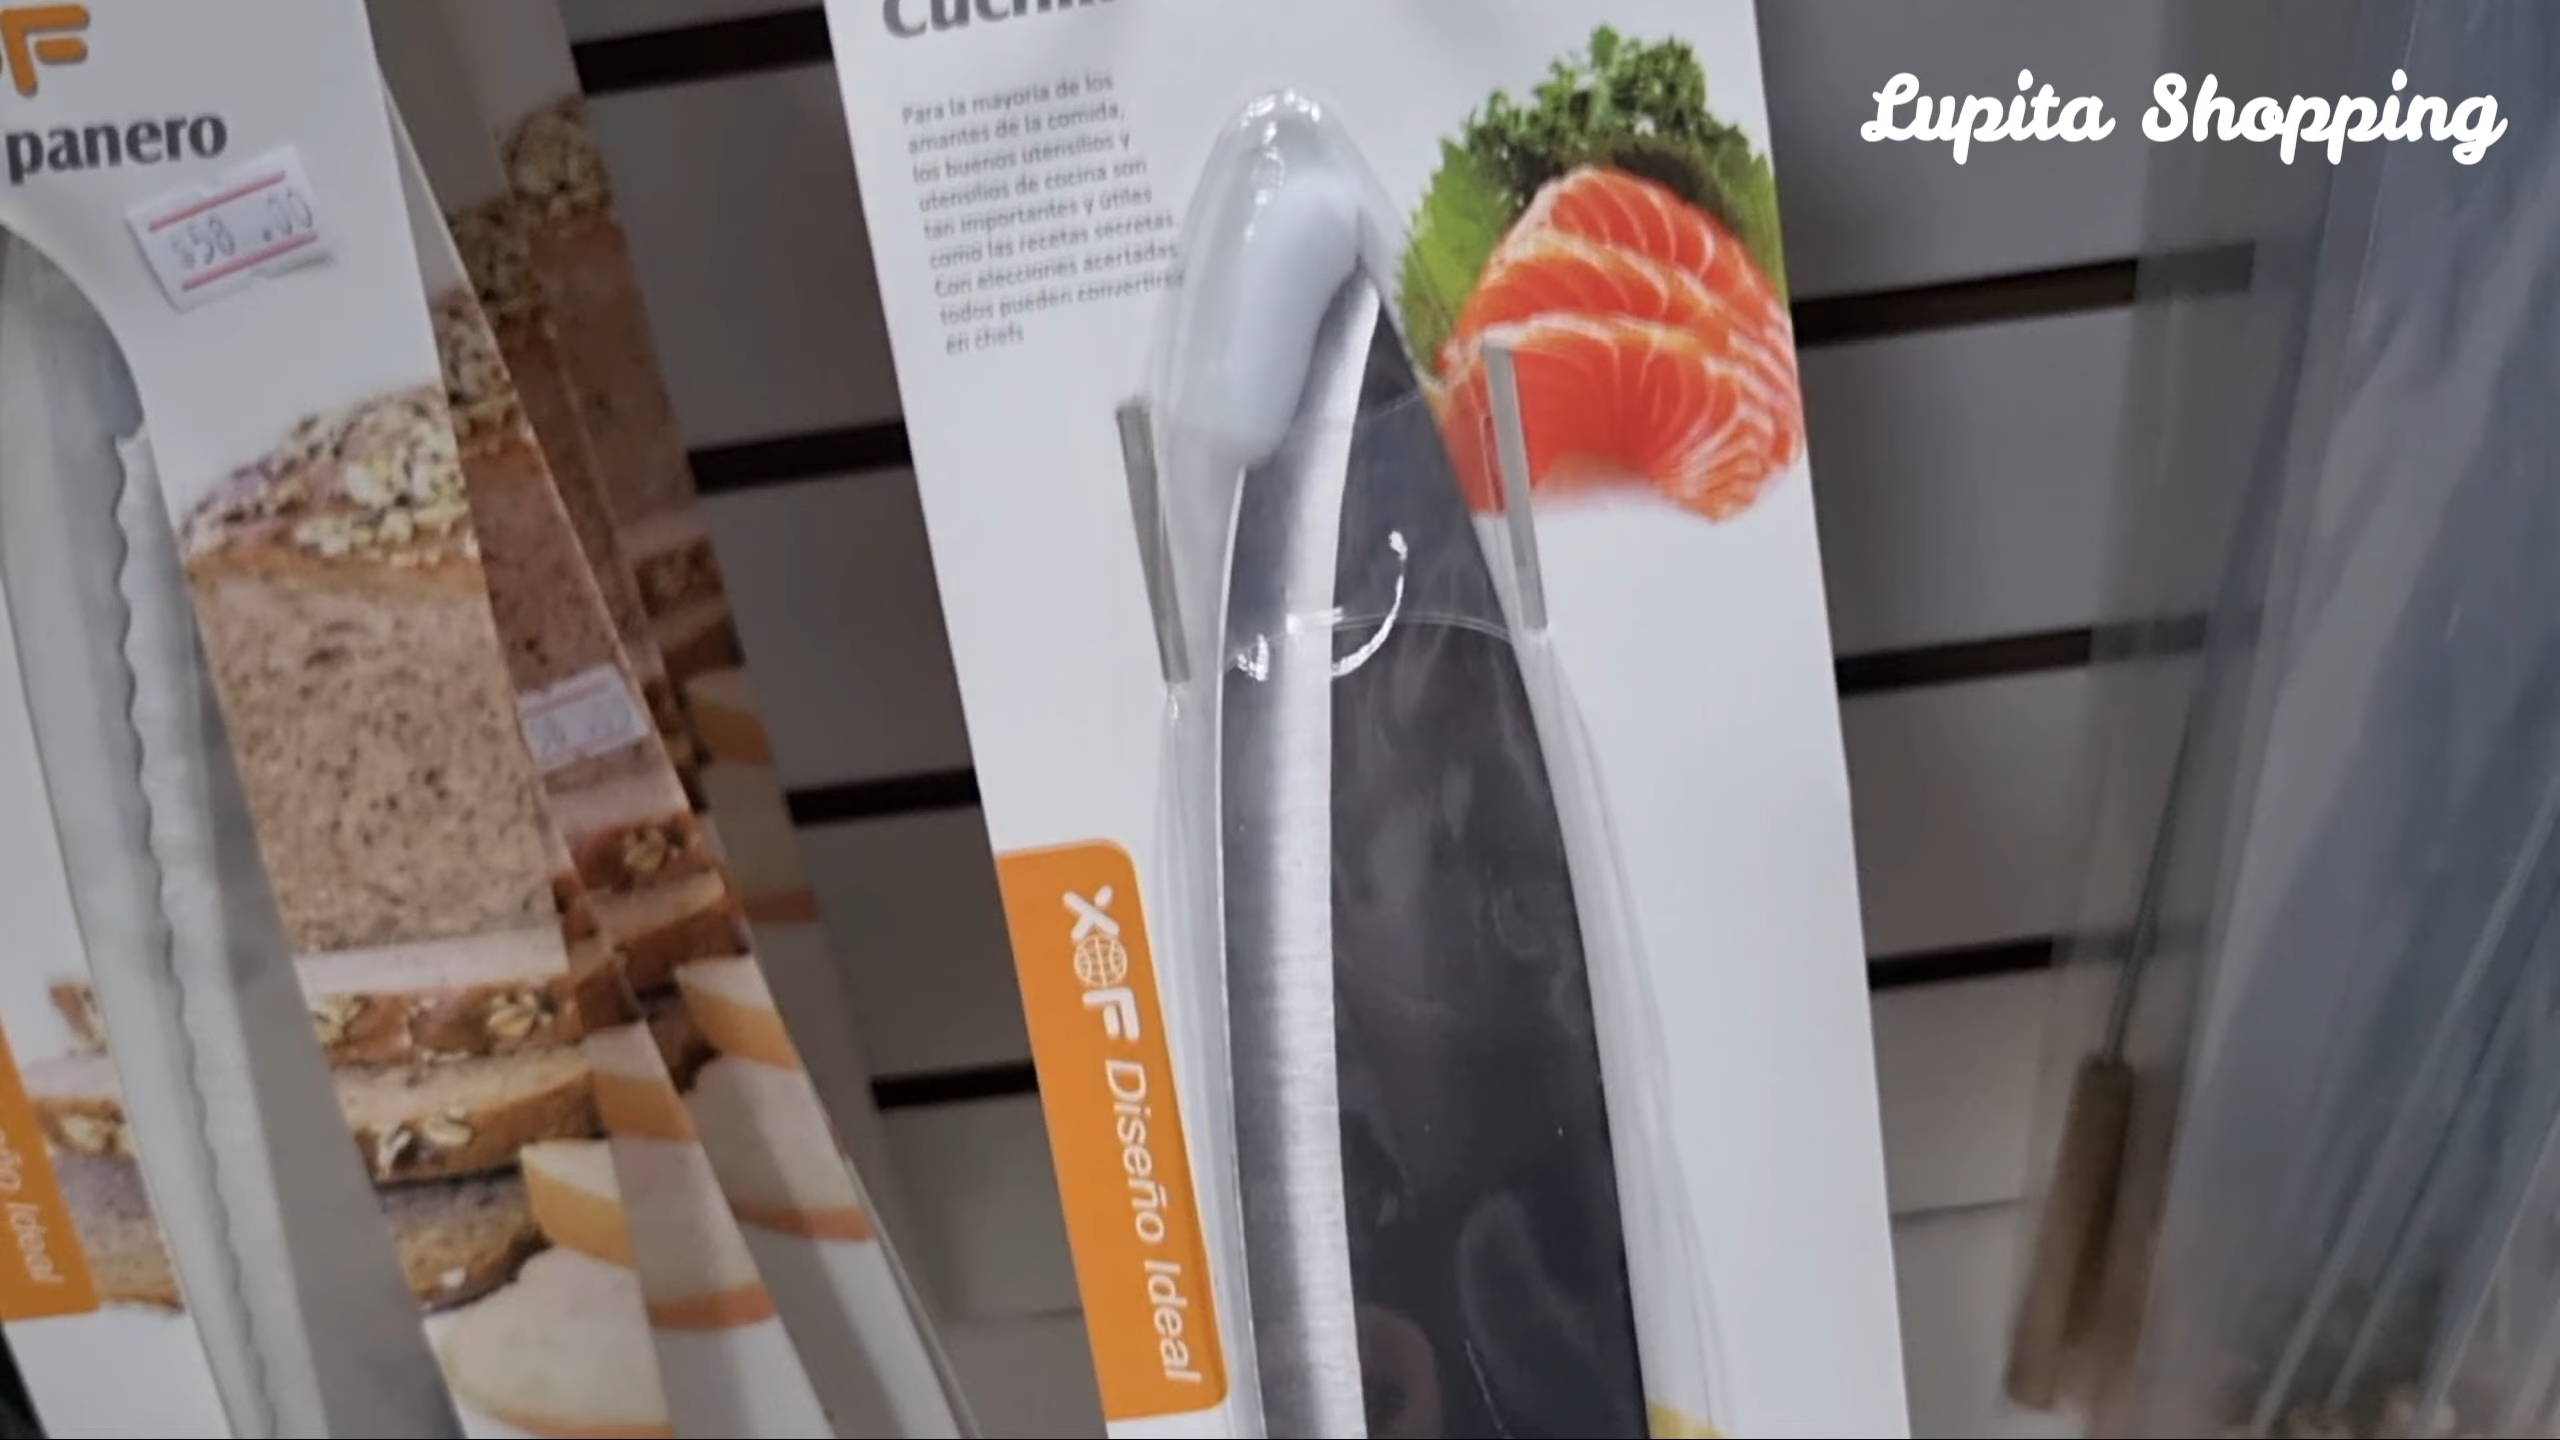 Lupita Shopping
F
panero
$50 .00
Para la mayoría de los
amantes de la comida,
los buenos utensilios y
utensilios de cocina son
tan importantes y útiles
como las recetas secretas.
Con elecciones acertadas
todos pueden convertirse
en chefs
XOF Diseño Ideal
Ideal